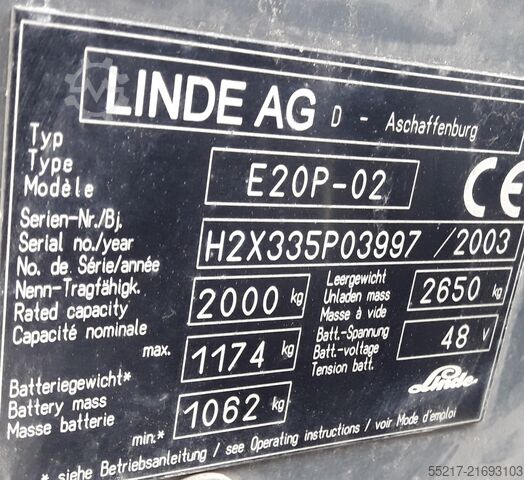 LINDE AG D - Aschaffenburg
Typ
Type
Modèle
E20P-02
CE
Serien-Nr./Bj.
Serial no./year
No. de Série/année
H2X335P03997 / 2003
Nenn-Tragfähigk.
Rated capacity
Capacité nominale
2000 kg
Leergewicht
Unladen mass
Masse à vide
2650 kg
max. 1174 kg
Batt.-Spannung
Batt.-voltage
Tension batt.
48 V
Batteriegewicht*
Battery mass
Masse batterie
min.* 1062 kg
Linde
* siehe Betriebsanleitung / see Operating instructions / voir Mode d'emploi
55217-21693103